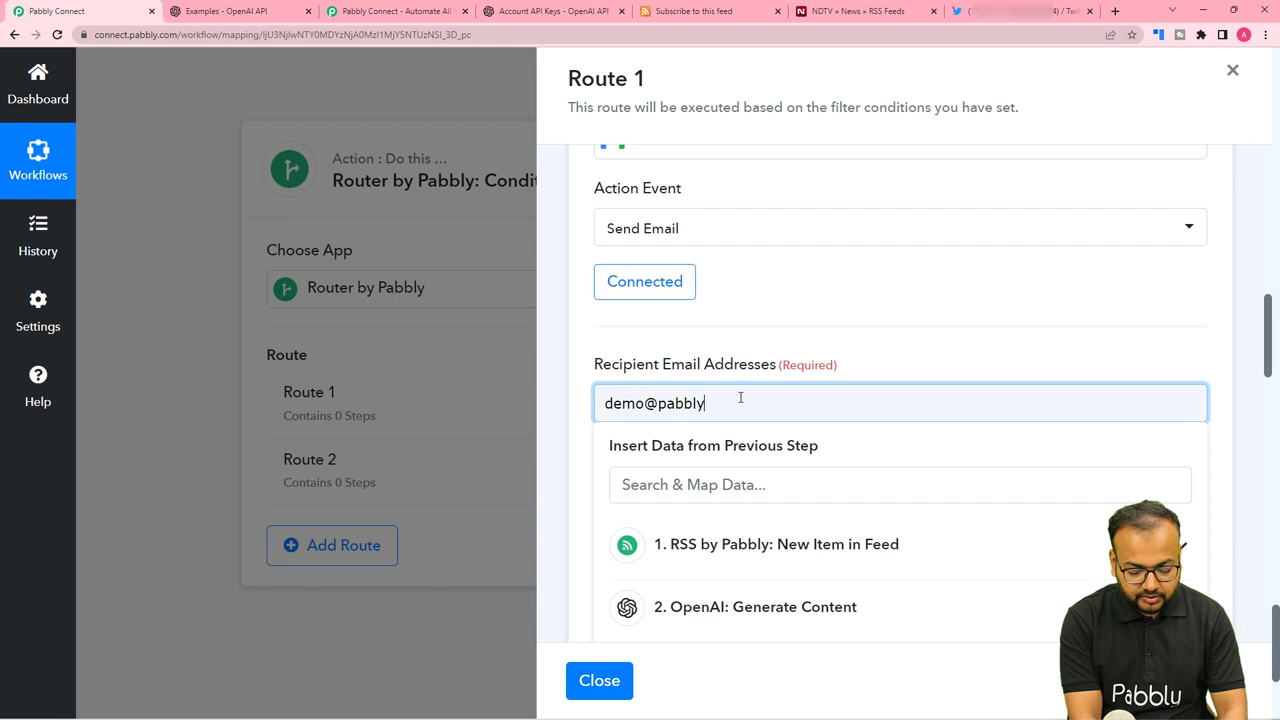 Pabbly Connect
Examples - OpenAI API
Pabbly Connect - Automate All
Account API Keys - OpenAI API
Subscribe to this feed
NDTV » News » RSS Feeds
/ Twit
connect.pabbly.com/workflow/mapping/IjU3NjIwNTY0MDYzNjA0MzI1MjY5NTUzNSI_3D_pc
A
Dashboard
Workflows
History
Settings
Help
Action : Do this ...
Router by Pabbly: Condit
Choose App
Router by Pabbly
Route
Route 1
Contains 0 Steps
Route 2
Contains 0 Steps
Add Route
Route 1
This route will be executed based on the filter conditions you have set.
Action Event
Send Email
Connected
Recipient Email Addresses (Required)
demo@pabbly
Insert Data from Previous Step
Search & Map Data...
1. RSS by Pabbly: New Item in Feed
2. OpenAI: Generate Content
Close
Pabbly